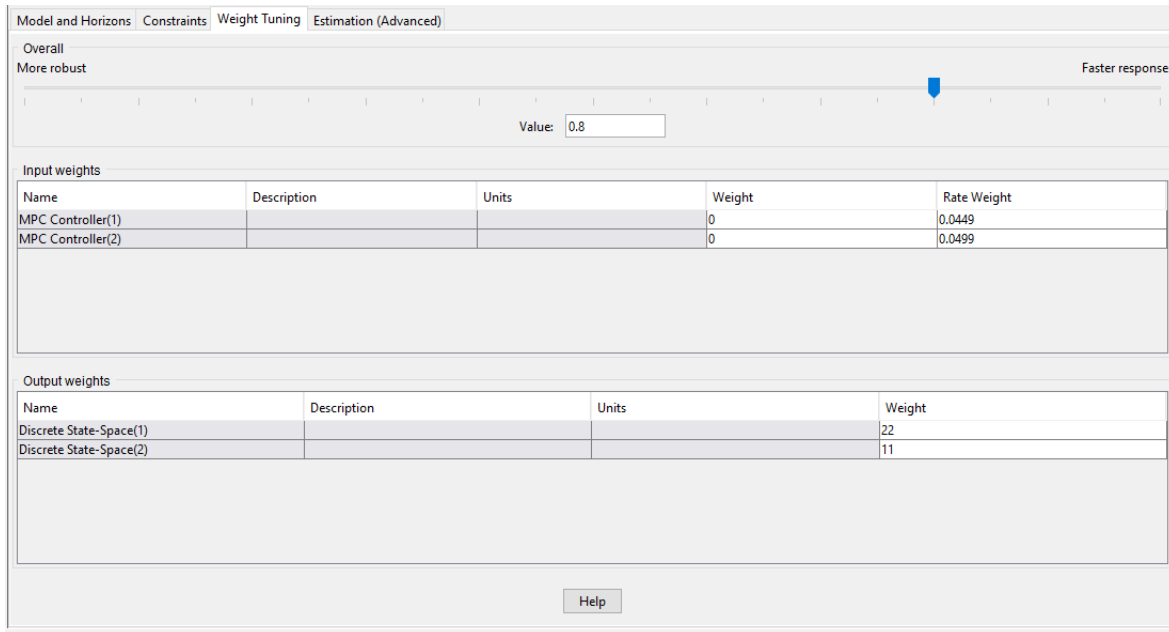 Model and Horizons Constraints Weight Tuning Estimation (Advanced)
Overall
More robust Faster response
Value: 0.8
Input weights
Name Description Units Weight Rate Weight
MPC Controller(1) 0 0.0449
MPC Controller(2) 0 0.0499
Output weights
Name Description Units Weight
Discrete State-Space(1) 22
Discrete State-Space(2) 11
Help